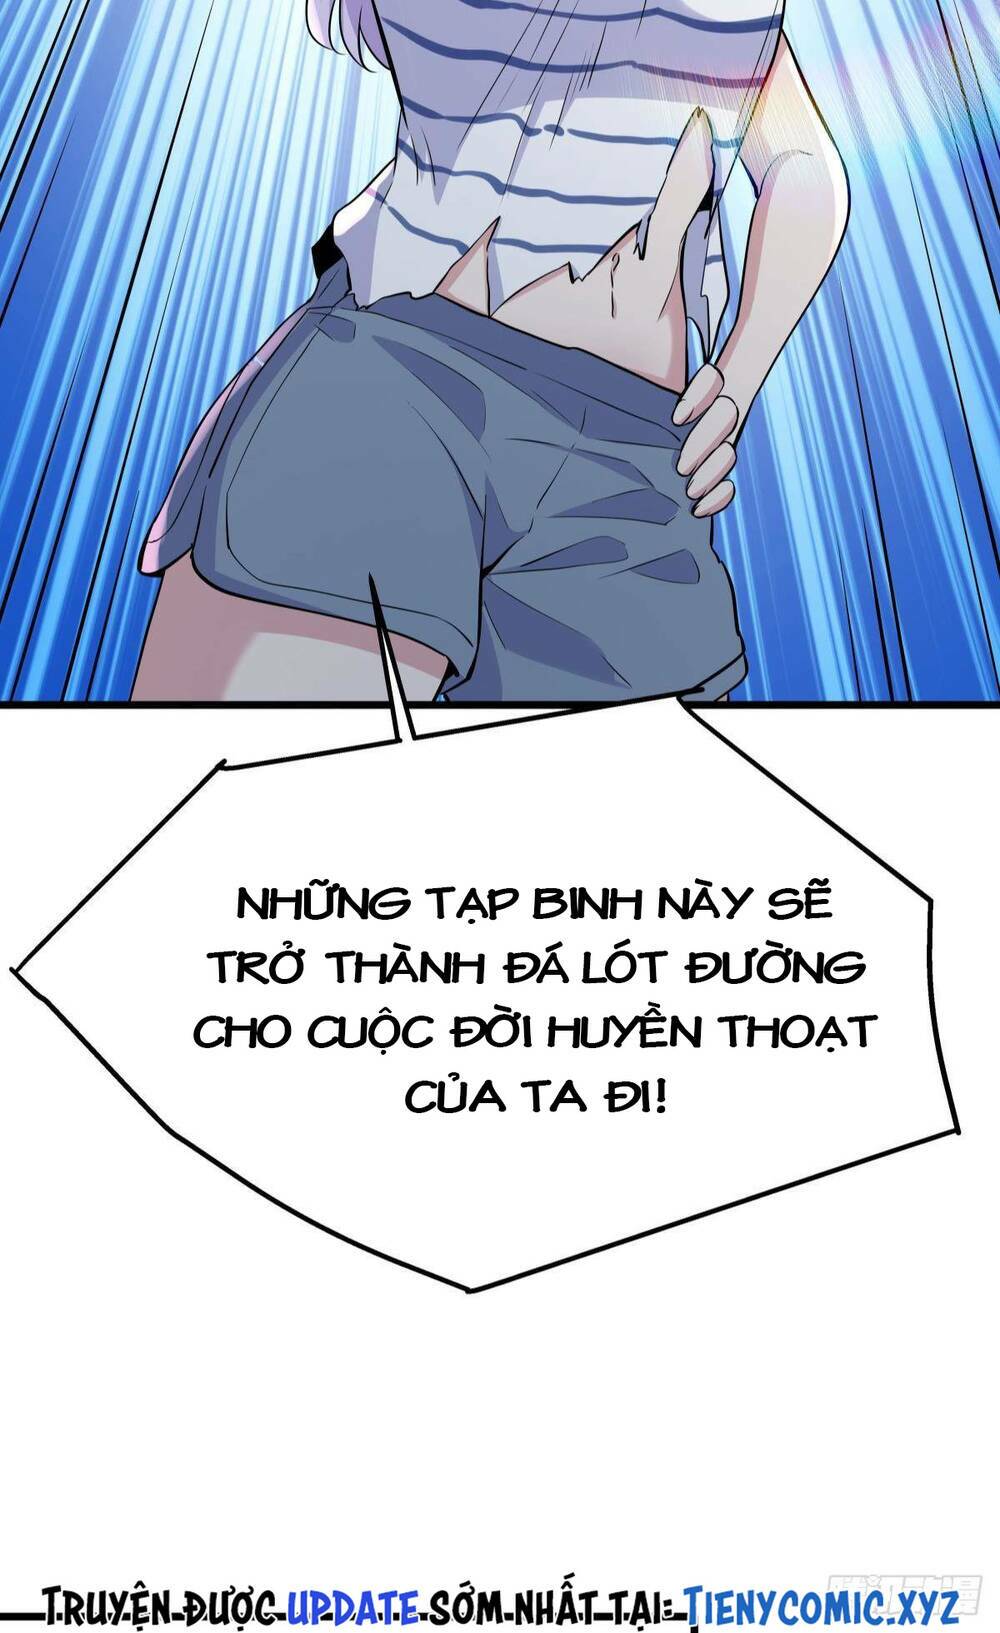 NHỮNG TẠP BINH NÀY SẼ
TRỞ THÀNH ĐÁ LÓT ĐƯỜNG
CHO CUỘC ĐỜI HUYỀN THOẠT
CỦA TA ĐI!
TRUYỆN ĐƯỢC UPDATE SỚM NHẤT TẠI: TIENYCOMIC.XYZ